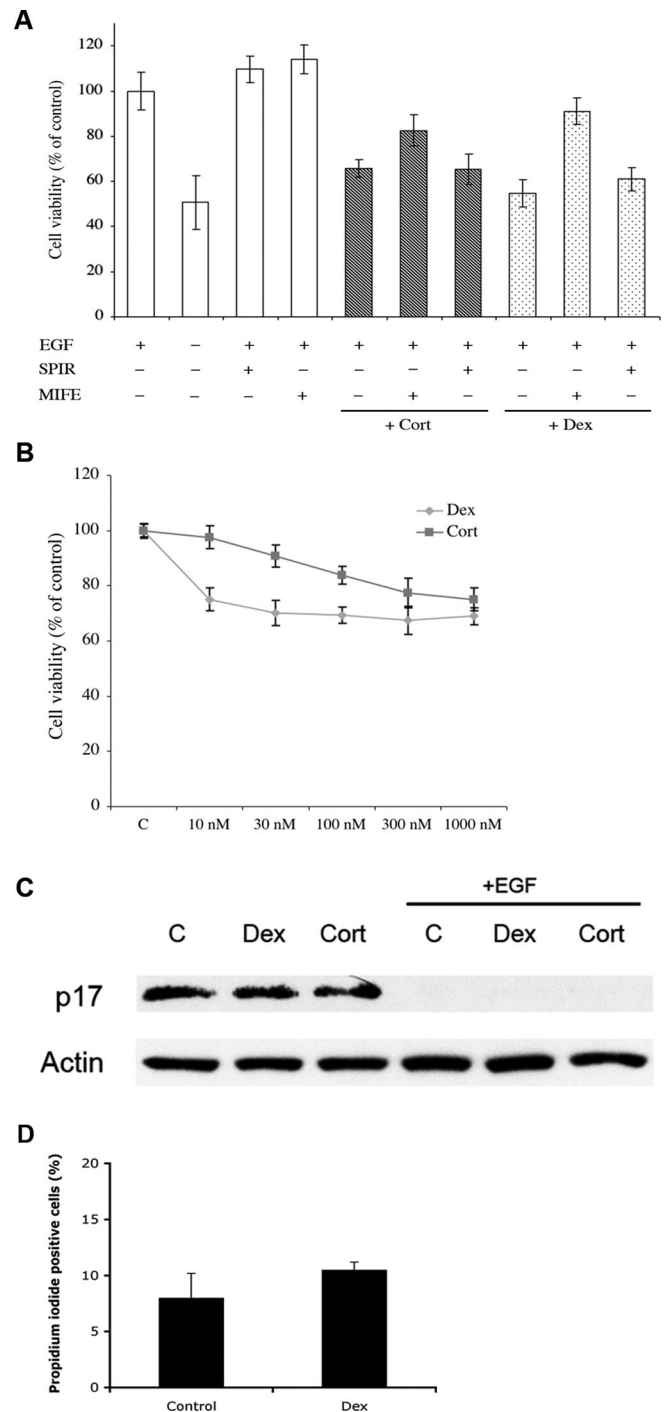 A
Cell viability (% of control)
120
100
80
60
40
20
0
EGF + – + + + + + + + +
SPIR – – + – – – + – – +
MIFE – – – + – + – – + –
+ Cort + Dex
B
Cell viability (% of control)
120
100
80
60
40
20
0
Dex
Cort
C 10 nM 30 nM 100 nM 300 nM 1000 nM
C
+EGF
C Dex Cort C Dex Cort
p17
Actin
D
Propidium iodide positive cells (%)
20
15
10
5
0
Control Dex